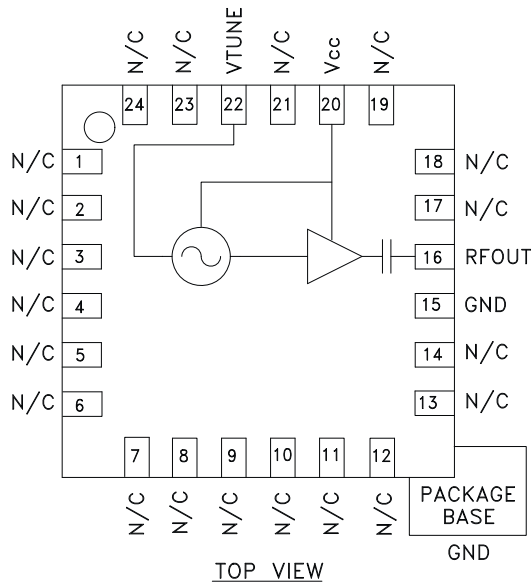 N/C N/C VTUNE N/C Vcc N/C
24 23 22 21 20 19
N/C 1
N/C 2
N/C 3
N/C 4
N/C 5
N/C 6
18 N/C
17 N/C
16 RFOUT
15 GND
14 N/C
13 N/C
7 8 9 10 11 12
N/C N/C N/C N/C N/C N/C
PACKAGE
BASE
GND
TOP VIEW